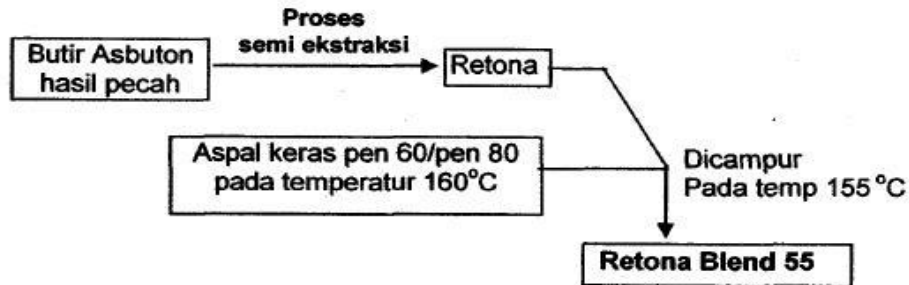 Proses
semi ekstraksi
Butir Asbuton
hasil pecah
Retona
Aspal keras pen 60/pen 80
pada temperatur 160°C
Dicampur
Pada temp 155 °C
Retona Blend 55